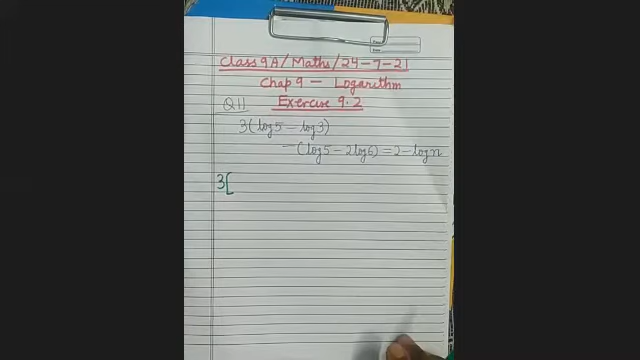 Class 9A/Maths/24-7-21
Chap 9 - Logarithm
Exercise 9.2
Q11
3(log5 - log3)
-(log5 - 2log6) = 2 - logn
3[